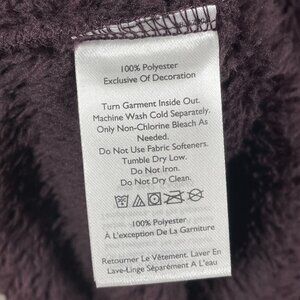 100% Polyester
Exclusive Of Decoration
Turn Garment Inside Out.
Machine Wash Cold Separately.
Only Non-Chlorine Bleach As
Needed.
Do Not Use Fabric Softeners.
Tumble Dry Low.
Do Not Iron.
Do Not Dry Clean.
100% Polyester
À L'exception De La Garniture
Retourner Le Vêtement. Laver En
Lave-Linge Séparément A L'eau